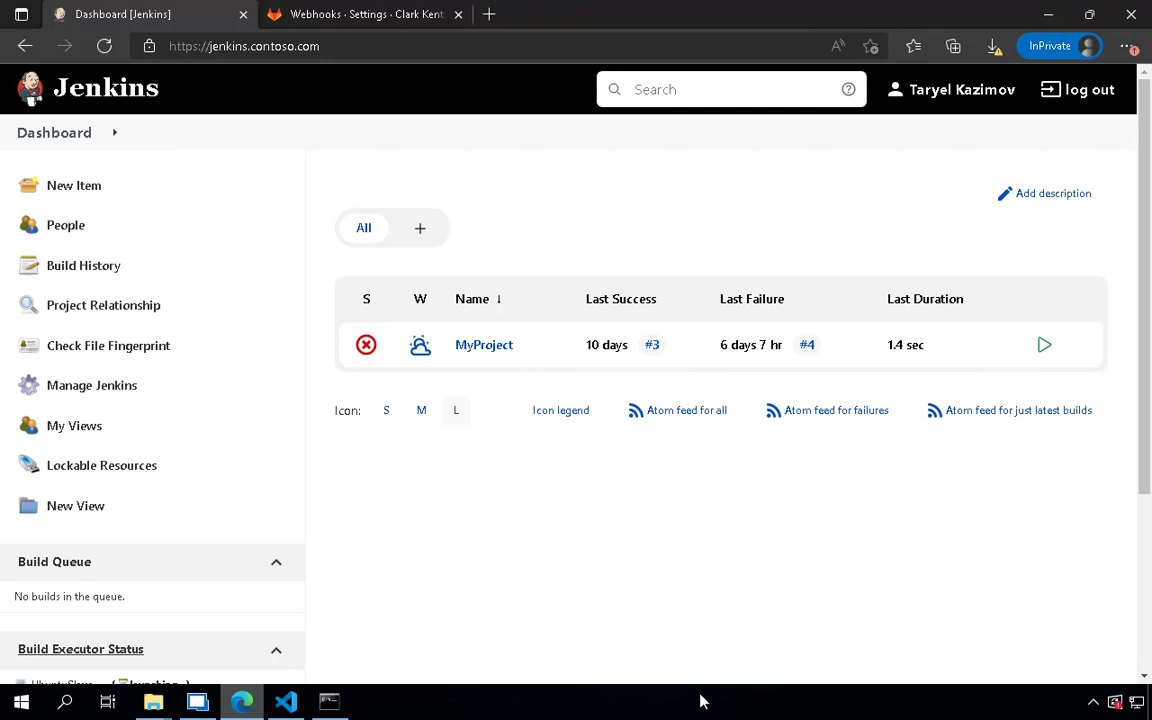 Dashboard [Jenkins]
Webhooks · Settings · Clark Kent
https://jenkins.contoso.com
InPrivate
Jenkins
Search
Taryel Kazimov
log out
Dashboard
New Item
People
Build History
Project Relationship
Check File Fingerprint
Manage Jenkins
My Views
Lockable Resources
New View
Build Queue
No builds in the queue.
Build Executor Status
Add description
All +
S W Name ↓ Last Success Last Failure Last Duration
MyProject 10 days #3 6 days 7 hr #4 1.4 sec
Icon: S M L Icon legend Atom feed for all Atom feed for failures Atom feed for just latest builds